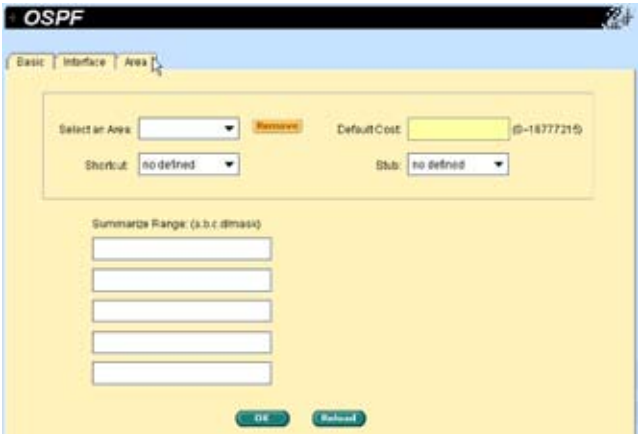 OSPF
Basic Interface Area
Select an Area: Remove Default Cost: (0~16777215)
Shortcut: no defined Stub: no defined
Summarize Range: (a.b.c.d/mask)
OK Reload